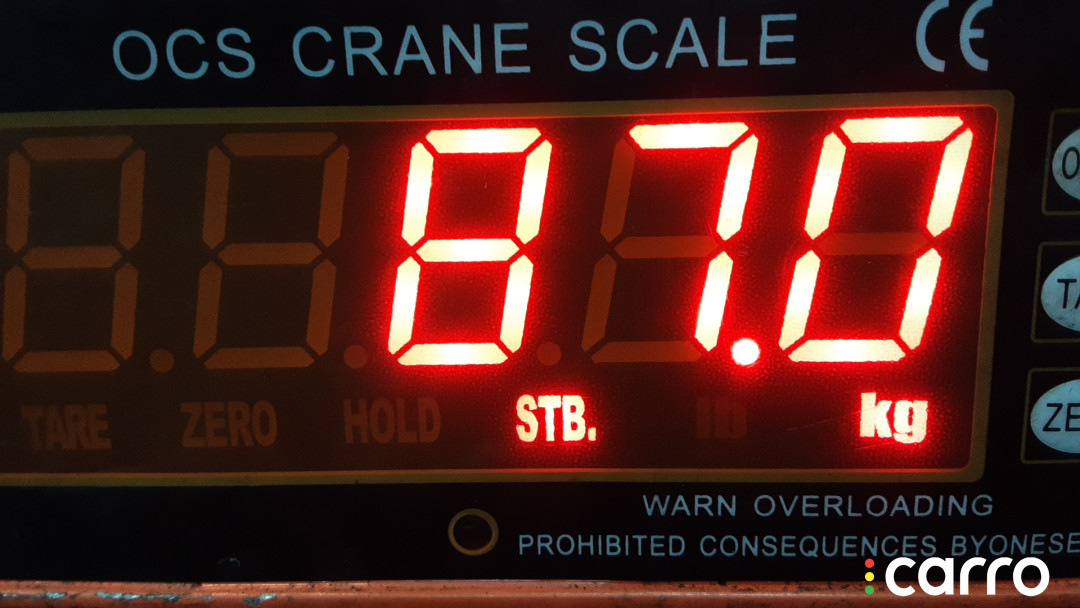 OCS CRANE SCALE CE
87.0
TARE ZERO HOLD STB. lb kg
WARN OVERLOADING
PROHIBITED CONSEQUENCES BYONESE
carro